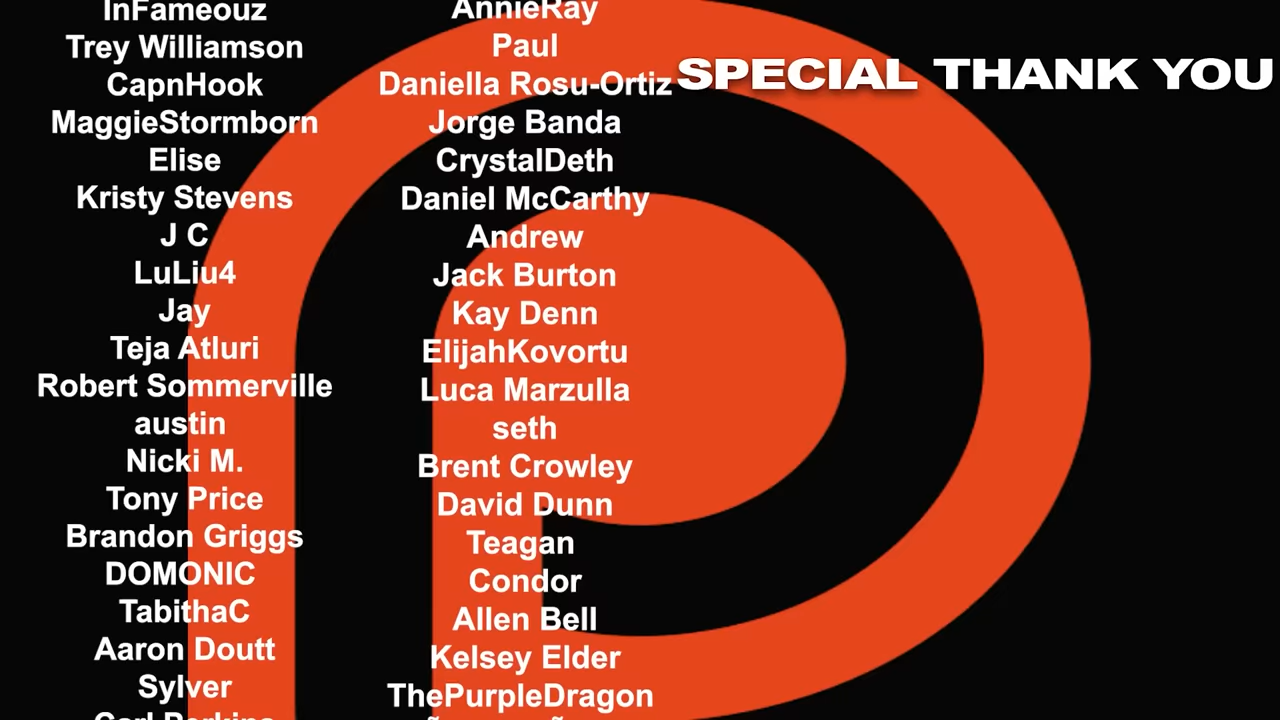 InFameouz
Trey Williamson
CapnHook
MaggieStormborn
Elise
Kristy Stevens
J C
LuLiu4
Jay
Teja Atluri
Robert Sommerville
austin
Nicki M.
Tony Price
Brandon Griggs
DOMONIC
TabithaC
Aaron Doutt
Sylver
Carl Perkins
AnnieRay
Paul
Daniella Rosu-Ortiz
Jorge Banda
CrystalDeth
Daniel McCarthy
Andrew
Jack Burton
Kay Denn
ElijahKovortu
Luca Marzulla
seth
Brent Crowley
David Dunn
Teagan
Condor
Allen Bell
Kelsey Elder
ThePurpleDragon
SPECIAL THANK YOU